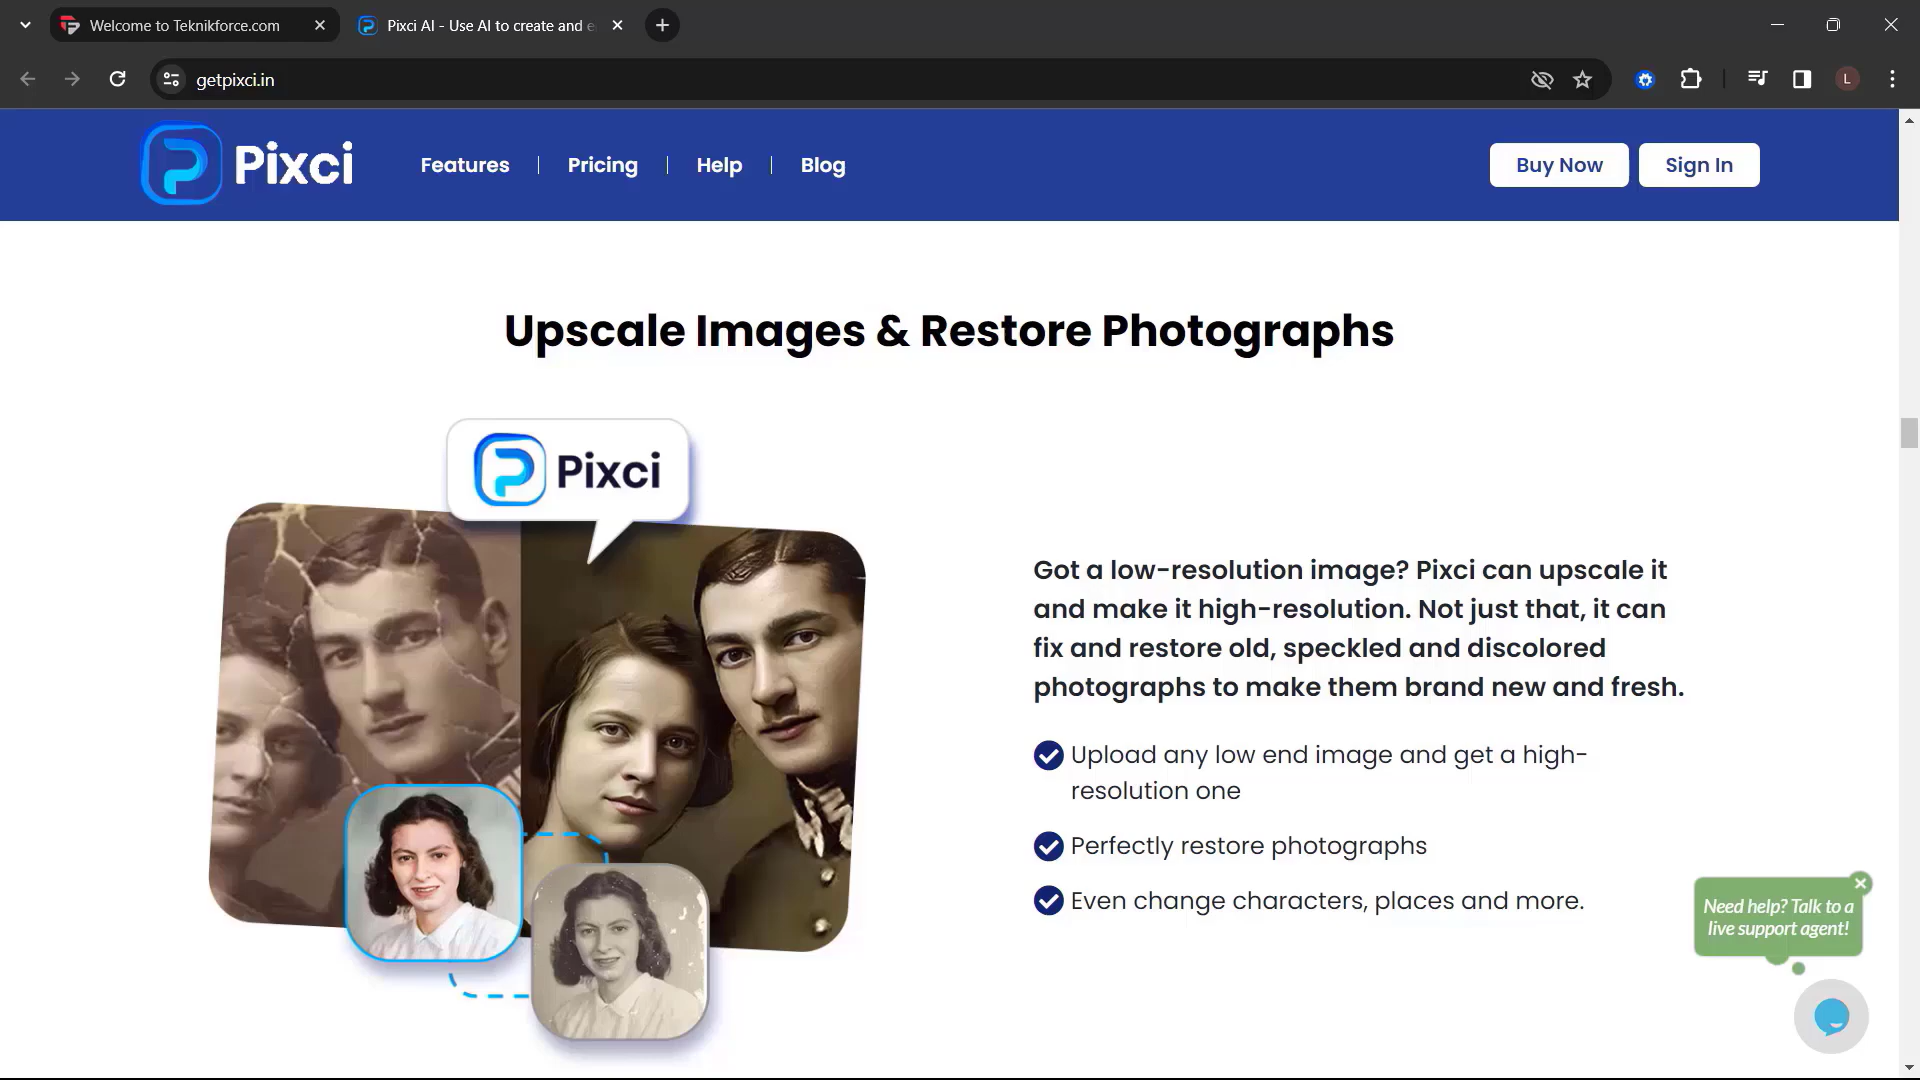 Welcome to Teknikforce.com
Pixci AI - Use AI to create and e
getpixci.in
L
Pixci
Features
Pricing
Help
Blog
Buy Now
Sign In
Upscale Images & Restore Photographs
Pixci
Got a low-resolution image? Pixci can upscale it
and make it high-resolution. Not just that, it can
fix and restore old, speckled and discolored
photographs to make them brand new and fresh.
Upload any low end image and get a high-
resolution one
Perfectly restore photographs
Even change characters, places and more.
Need help? Talk to a
live support agent!